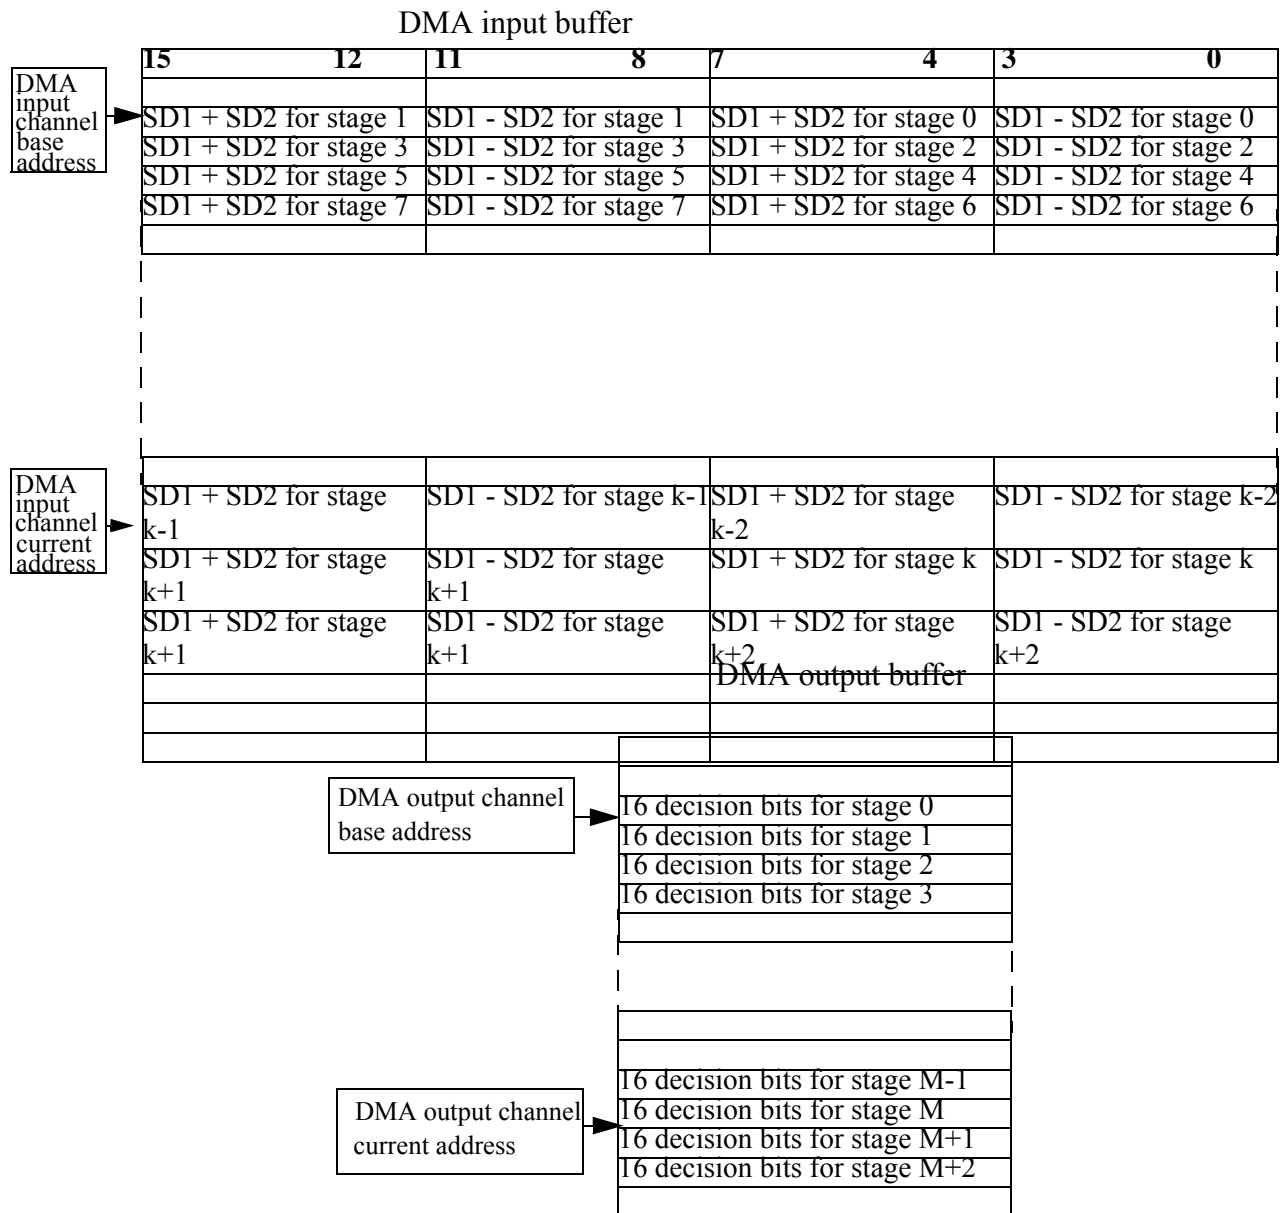 DMA input buffer
15 12 11 8 7 4 3 0
DMA
input
channel
base
address
SD1 + SD2 for stage 1 SD1 - SD2 for stage 1 SD1 + SD2 for stage 0 SD1 - SD2 for stage 0
SD1 + SD2 for stage 3 SD1 - SD2 for stage 3 SD1 + SD2 for stage 2 SD1 - SD2 for stage 2
SD1 + SD2 for stage 5 SD1 - SD2 for stage 5 SD1 + SD2 for stage 4 SD1 - SD2 for stage 4
SD1 + SD2 for stage 7 SD1 - SD2 for stage 7 SD1 + SD2 for stage 6 SD1 - SD2 for stage 6
DMA
input
channel
current
address
SD1 + SD2 for stage
k-1
SD1 - SD2 for stage k-1
SD1 + SD2 for stage
k-2
SD1 - SD2 for stage k-2
SD1 + SD2 for stage
k+1
SD1 - SD2 for stage
k+1
SD1 + SD2 for stage k
SD1 - SD2 for stage k
SD1 + SD2 for stage
k+1
SD1 - SD2 for stage
k+1
SD1 + SD2 for stage
k+2
SD1 - SD2 for stage
k+2
DMA output buffer
DMA output channel
base address
16 decision bits for stage 0
16 decision bits for stage 1
16 decision bits for stage 2
16 decision bits for stage 3
DMA output channel
current address
16 decision bits for stage M-1
16 decision bits for stage M
16 decision bits for stage M+1
16 decision bits for stage M+2